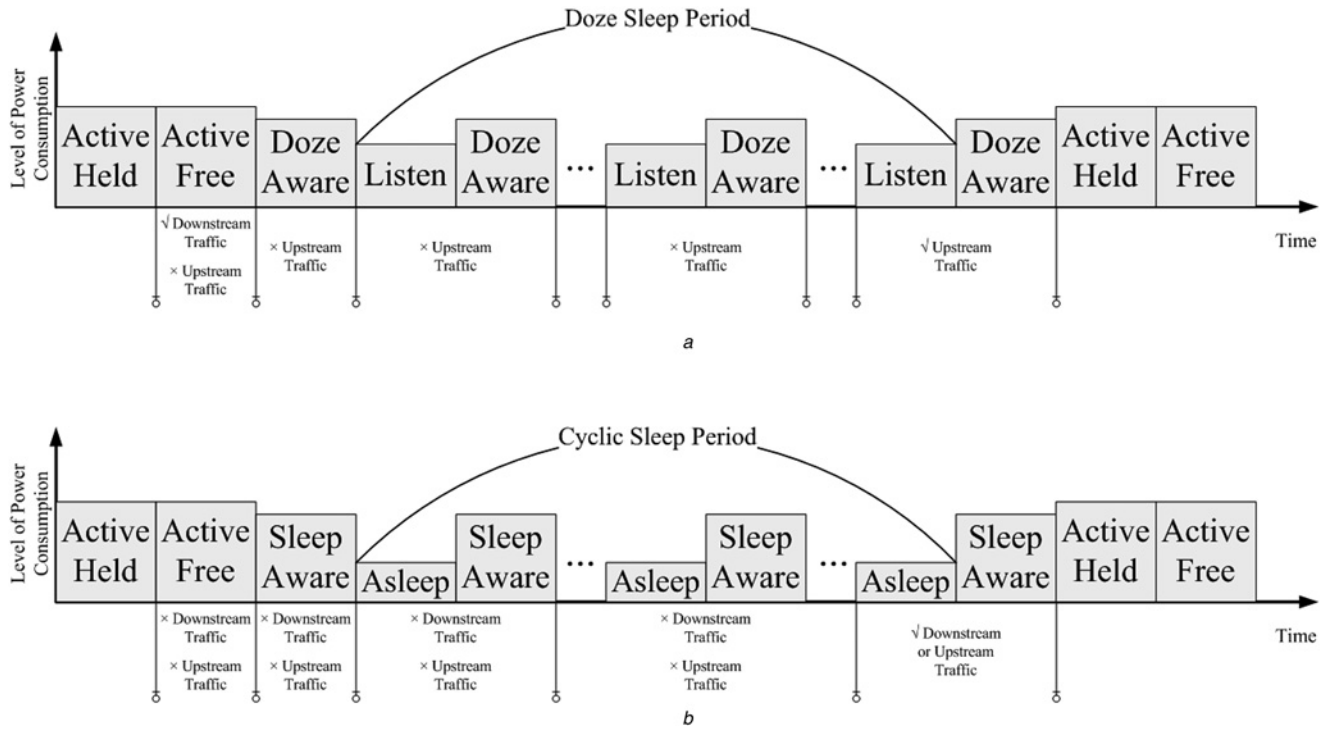 Doze Sleep Period
Level of Power
Consumption
Active
Held
Active
Free
Doze
Aware
Listen
Doze
Aware
...
Listen
Doze
Aware
...
Listen
Doze
Aware
Active
Held
Active
Free
√ Downstream
Traffic
× Upstream
Traffic
× Upstream
Traffic
× Upstream
Traffic
× Upstream
Traffic
√ Upstream
Traffic
Time
a
Cyclic Sleep Period
Level of Power
Consumption
Active
Held
Active
Free
Sleep
Aware
Asleep
Sleep
Aware
...
Asleep
Sleep
Aware
...
Asleep
Sleep
Aware
Active
Held
Active
Free
× Downstream
Traffic
× Upstream
Traffic
× Downstream
Traffic
× Upstream
Traffic
× Downstream
Traffic
× Upstream
Traffic
× Downstream
Traffic
× Upstream
Traffic
√ Downstream
or Upstream
Traffic
Time
b